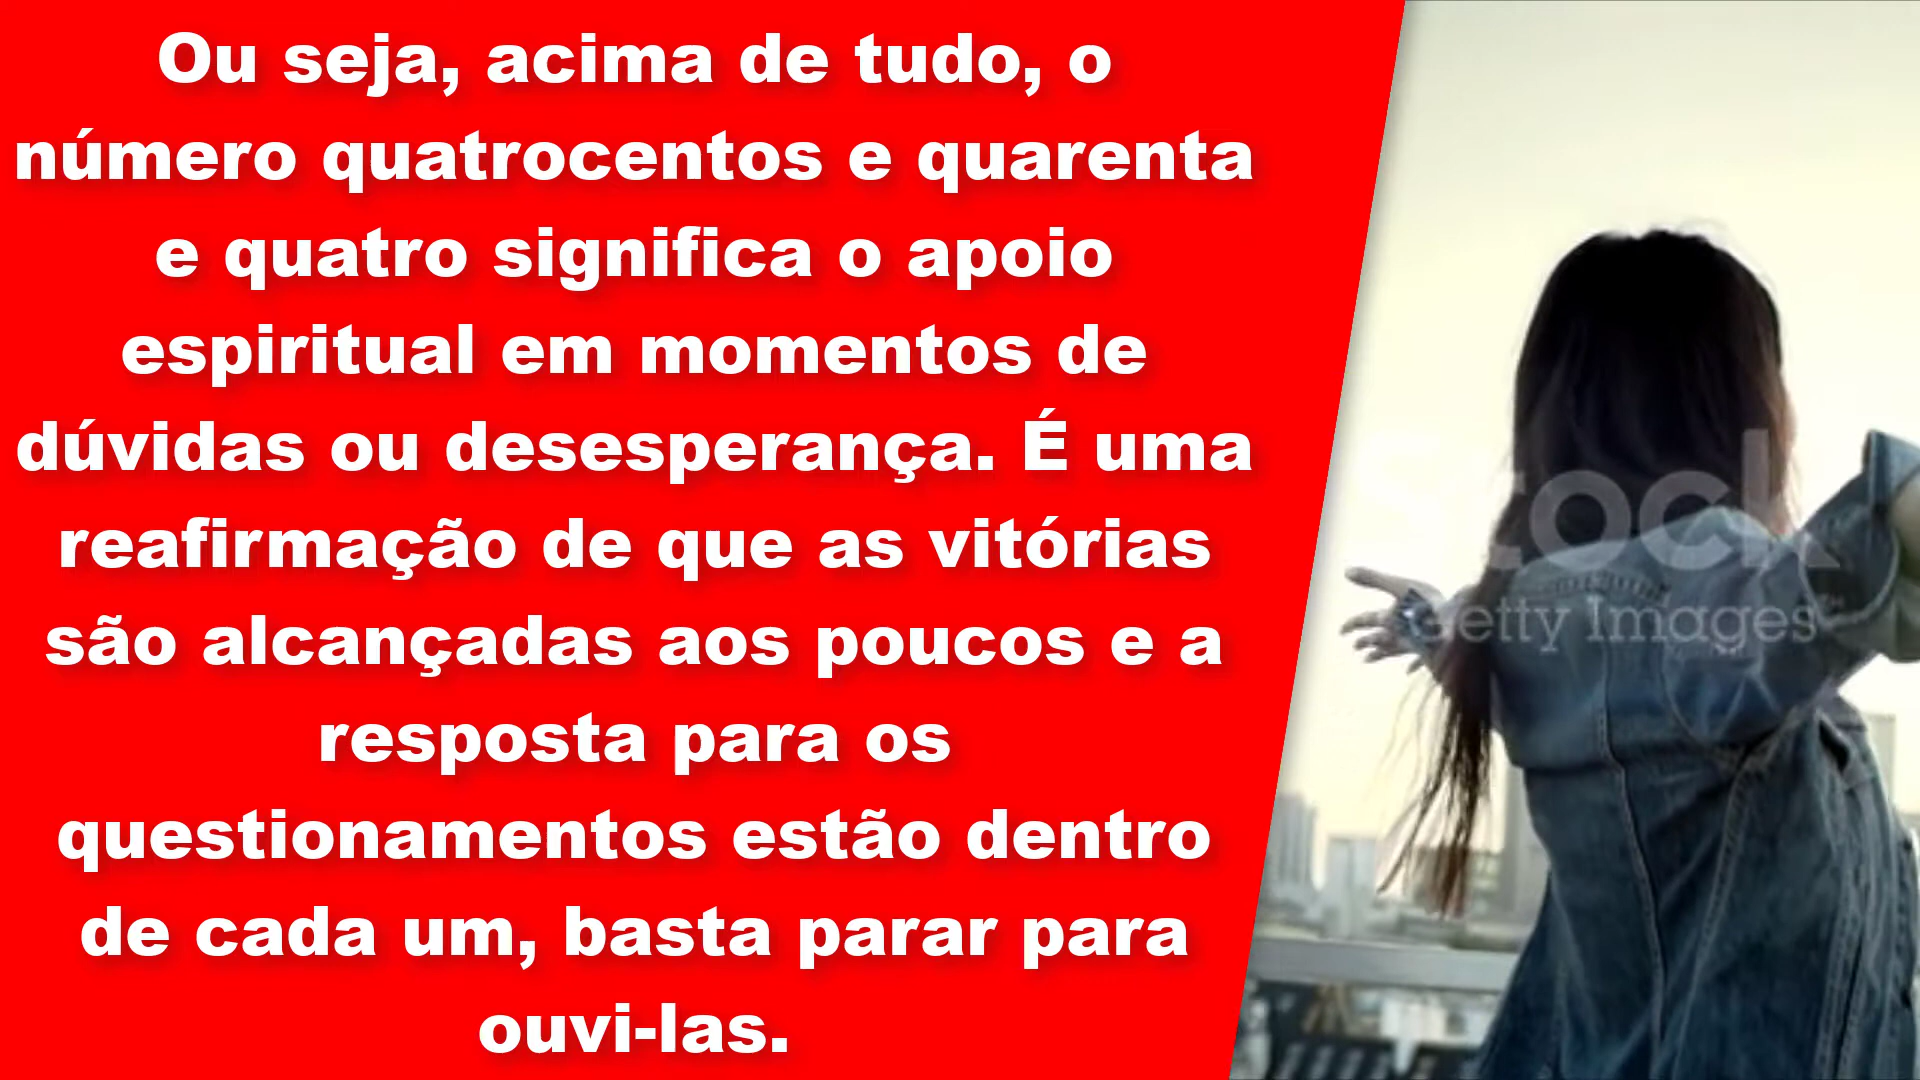 Ou seja, acima de tudo, o
número quatrocentos e quarenta
e quatro significa o apoio
espiritual em momentos de
dúvidas ou desesperança. É uma
reafirmação de que as vitórias
são alcançadas aos poucos e a
resposta para os
questionamentos estão dentro
de cada um, basta parar para
ouvi-las.
tock
Getty Images